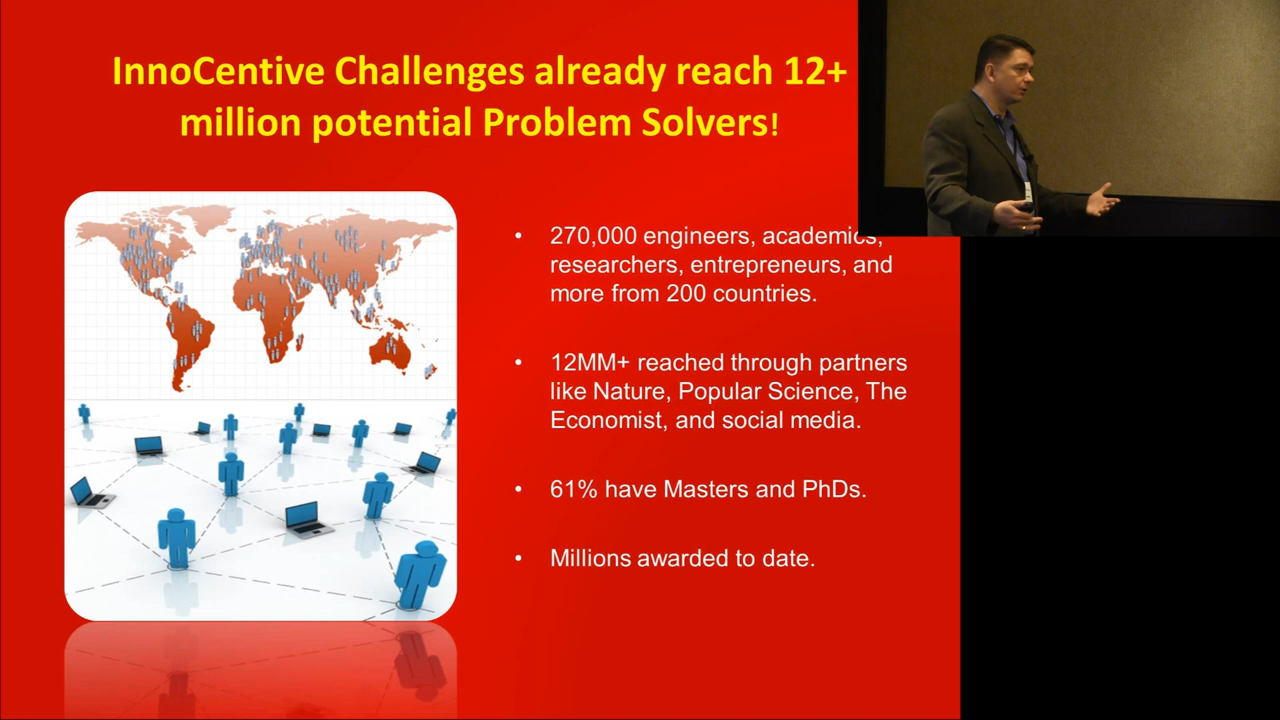 InnoCentive Challenges already reach 12+
million potential Problem Solvers!
• 270,000 engineers, academics,
researchers, entrepreneurs, and
more from 200 countries.
• 12MM+ reached through partners
like Nature, Popular Science, The
Economist, and social media.
• 61% have Masters and PhDs.
• Millions awarded to date.